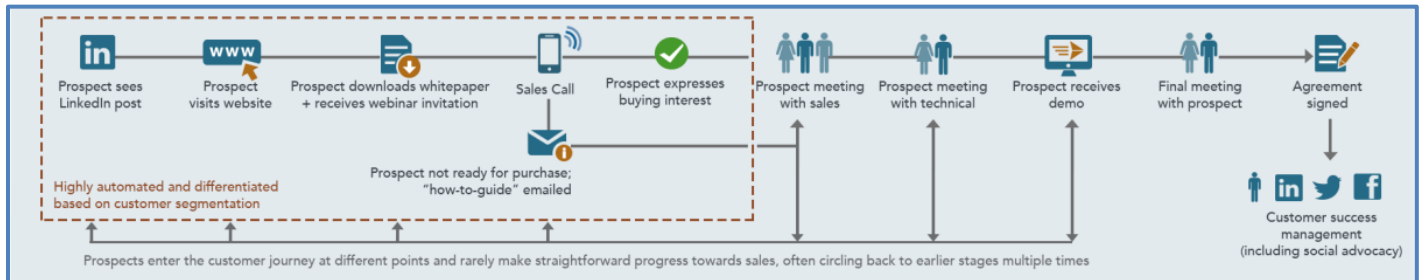 in
Prospect sees
LinkedIn post
www
Prospect
visits website
Prospect downloads whitepaper
+ receives webinar invitation
Sales Call
Prospect expresses
buying interest
Prospect meeting
with sales
Prospect meeting
with technical
Prospect receives
demo
Final meeting
with prospect
Agreement
signed
Prospect not ready for purchase;
"how-to-guide" emailed
Highly automated and differentiated
based on customer segmentation
in
f
Customer success
management
(including social advocacy)
Prospects enter the customer journey at different points and rarely make straightforward progress towards sales, often circling back to earlier stages multiple times